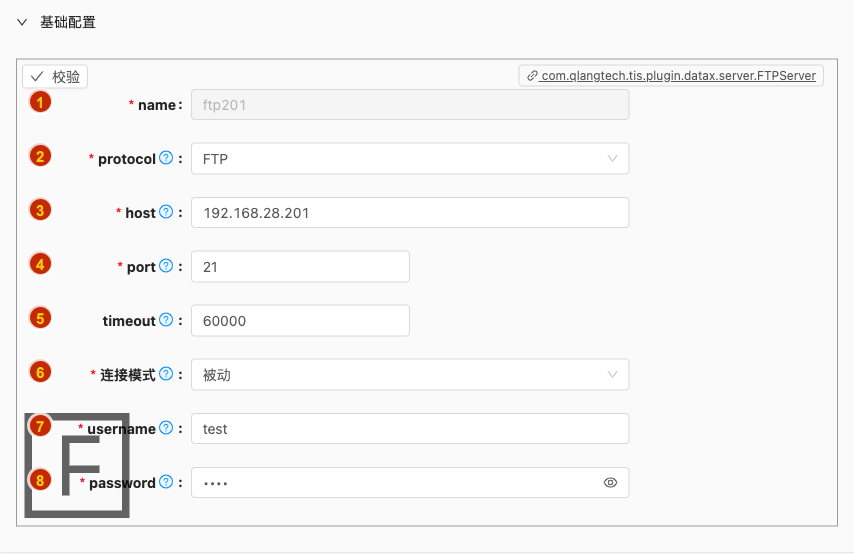 基础配置
校验
com.qlangtech.tis.plugin.datax.server.FTPServer
1 * name: ftp201
2 * protocol ? : FTP
3 * host ? : 192.168.28.201
4 * port ? : 21
5 timeout ? : 60000
6 * 连接模式 ? : 被动
7 * username ? : test
8 * password ? : ••••
F